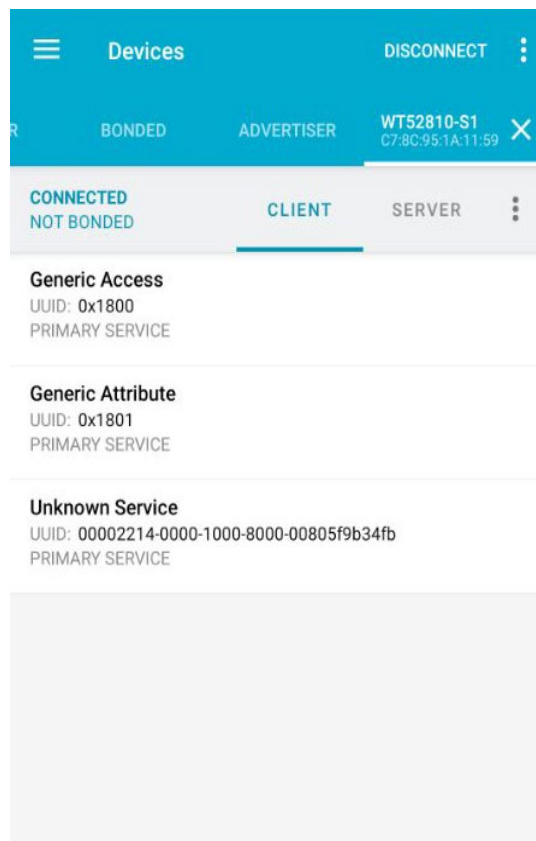 Devices DISCONNECT
R BONDED ADVERTISER WT52810-S1
C7:8C:95:1A:11:59
CONNECTED
NOT BONDED
CLIENT SERVER
Generic Access
UUID: 0x1800
PRIMARY SERVICE
Generic Attribute
UUID: 0x1801
PRIMARY SERVICE
Unknown Service
UUID: 00002214-0000-1000-8000-00805f9b34fb
PRIMARY SERVICE